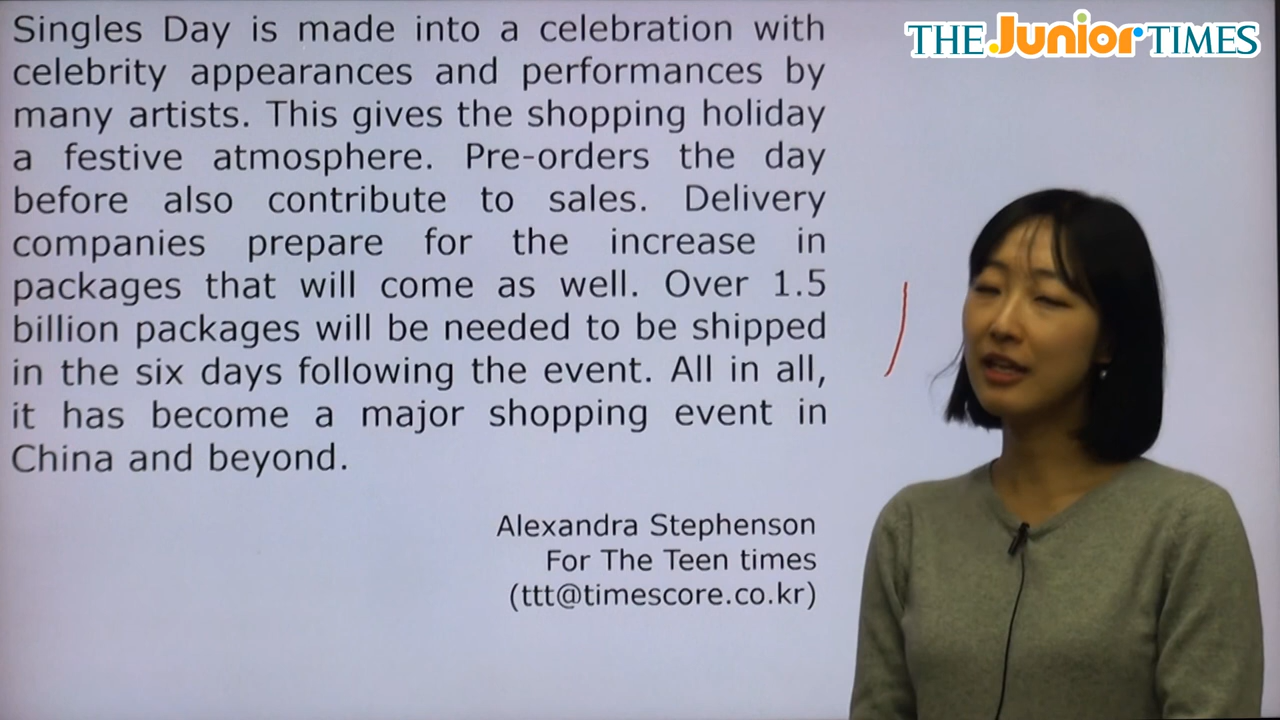 THE Junior TIMES
Singles Day is made into a celebration with
celebrity appearances and performances by
many artists. This gives the shopping holiday
a festive atmosphere. Pre-orders the day
before also contribute to sales. Delivery
companies prepare for the increase in
packages that will come as well. Over 1.5
billion packages will be needed to be shipped
in the six days following the event. All in all,
it has become a major shopping event in
China and beyond.
Alexandra Stephenson
For The Teen times
(ttt@timescore.co.kr)